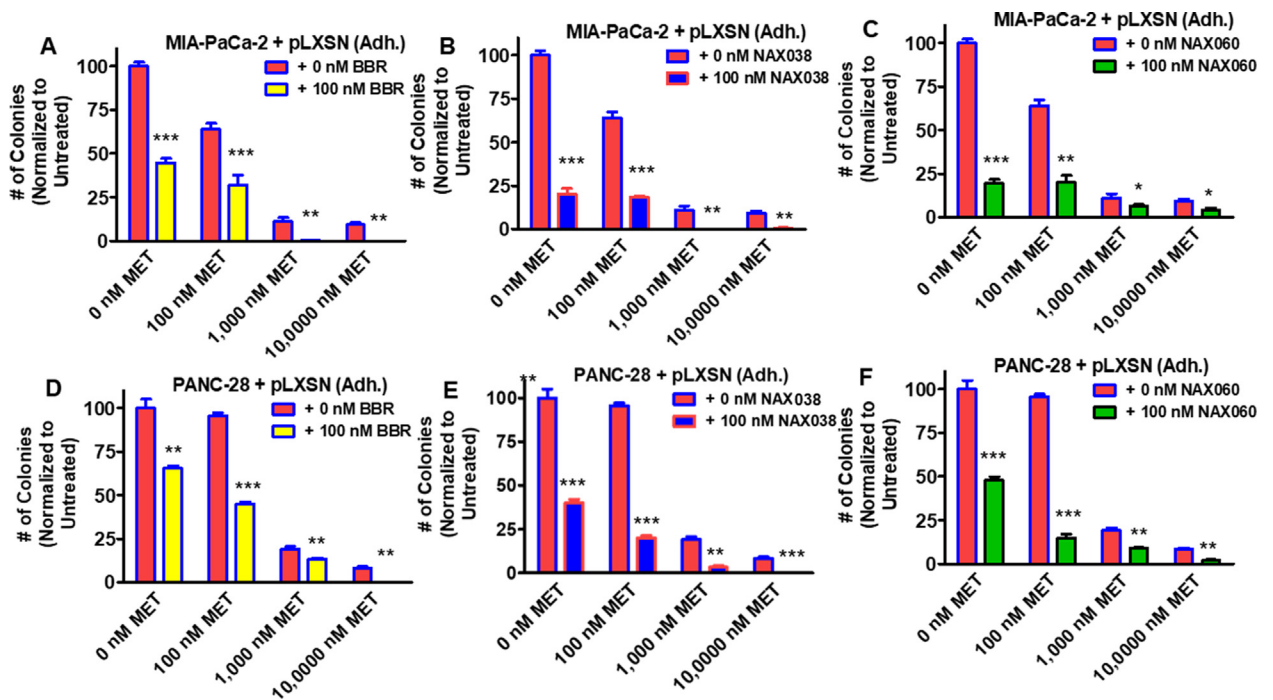 A
MIA-PaCa-2 + pLXSN (Adh.)
+ 0 nM BBR
+ 100 nM BBR
# of Colonies
(Normalized to
Untreated)
100
75
50
25
0
***
***
**
**
0 nM MET
100 nM MET
1,000 nM MET
10,0000 nM MET
B
MIA-PaCa-2 + pLXSN (Adh.)
+ 0 nM NAX038
+ 100 nM NAX038
# of Colonies
(Normalized to
Untreated)
100
75
50
25
0
***
***
**
**
0 nM MET
100 nM MET
1,000 nM MET
10,0000 nM MET
C
MIA-PaCa-2 + pLXSN (Adh.)
+ 0 nM NAX060
+ 100 nM NAX060
# of Colonies
(Normalized to
Untreated)
100
75
50
25
0
***
**
*
*
0 nM MET
100 nM MET
1,000 nM MET
10,0000 nM MET
D
PANC-28 + pLXSN (Adh.)
+ 0 nM BBR
+ 100 nM BBR
# of Colonies
(Normalized to
Untreated)
100
75
50
25
0
**
***
**
**
0 nM MET
100 nM MET
1,000 nM MET
10,0000 nM MET
E
**
PANC-28 + pLXSN (Adh.)
+ 0 nM NAX038
+ 100 nM NAX038
# of Colonies
(Normalized to
Untreated)
100
75
50
25
0
***
***
**
***
0 nM MET
100 nM MET
1,000 nM MET
10,0000 nM MET
F
PANC-28 + pLXSN (Adh.)
+ 0 nM NAX060
+ 100 nM NAX060
# of Colonies
(Normalized to
Untreated)
100
75
50
25
0
***
***
**
**
0 nM MET
100 nM MET
1,000 nM MET
10,0000 nM MET